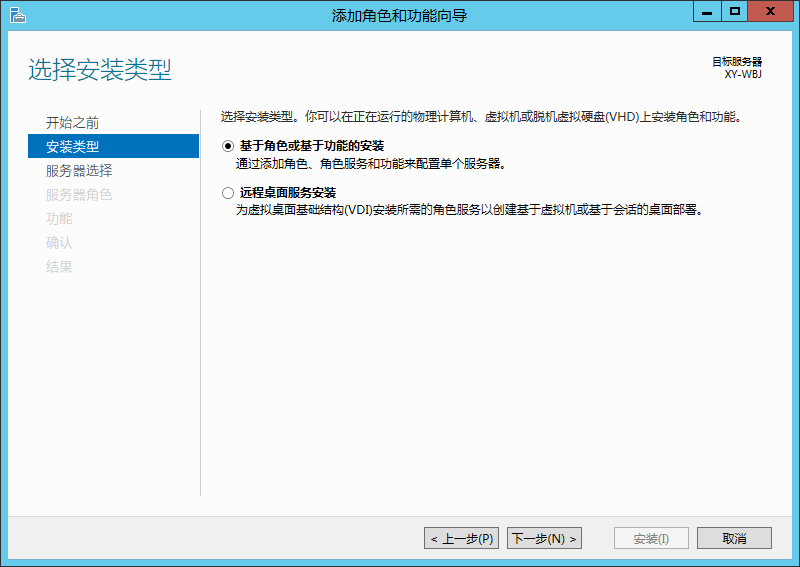 添加角色和功能向导
选择安装类型
目标服务器
XY-WBJ
开始之前
安装类型
服务器选择
服务器角色
功能
确认
结果
选择安装类型。你可以在正在运行的物理计算机、虚拟机或脱机虚拟硬盘(VHD)上安装角色和功能。
基于角色或基于功能的安装
通过添加角色、角色服务和功能来配置单个服务器。
远程桌面服务安装
为虚拟桌面基础结构(VDI)安装所需的角色服务以创建基于虚拟机或基于会话的桌面部署。
< 上一步(P)
下一步(N) >
安装(I)
取消